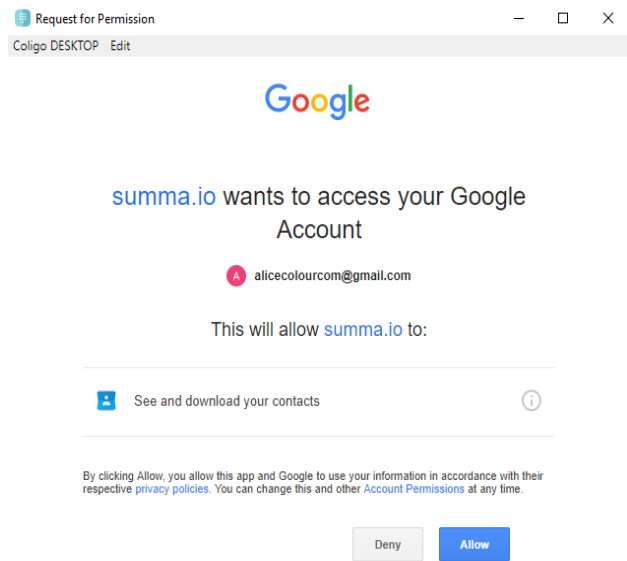 Request for Permission
Coligo DESKTOP Edit
Google
summa.io wants to access your Google
Account
A alicecolourcom@gmail.com
This will allow summa.io to:
See and download your contacts
By clicking Allow, you allow this app and Google to use your information in accordance with their
respective privacy policies. You can change this and other Account Permissions at any time.
Deny Allow